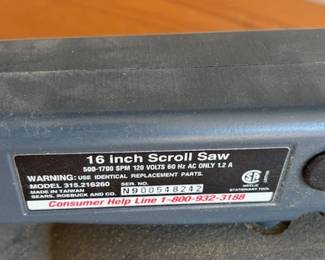 16 inch Scroll Saw
500-1700 SPM 120 VOLTS 60 Hz AC ONLY 1.2 A
WARNING: USE IDENTICAL REPLACEMENT PARTS.
MODEL 315.216260 SER. NO.
MADE IN TAIWAN N900548242
SEARS, ROEBUCK AND CO.
STATIONARY TOOL
Consumer Help Line 1-800-932-3188